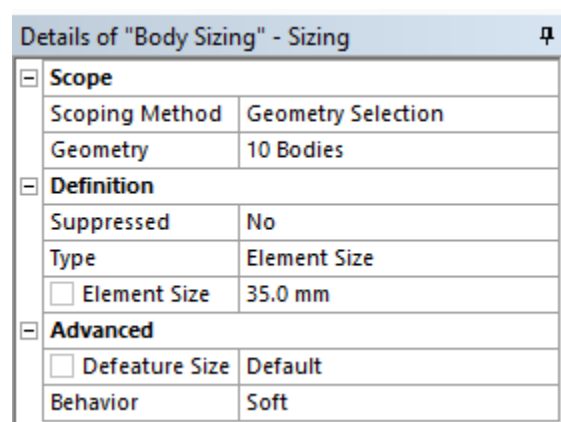 Details of "Body Sizing" - Sizing
Scope
Scoping Method Geometry Selection
Geometry 10 Bodies
Definition
Suppressed No
Type Element Size
Element Size 35.0 mm
Advanced
Defeature Size Default
Behavior Soft